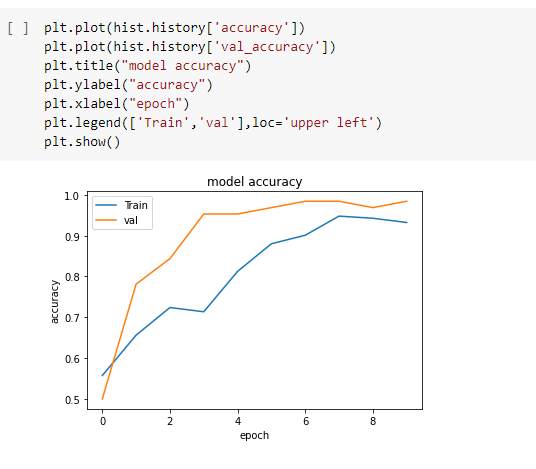 [ ] plt.plot(hist.history['accuracy'])
plt.plot(hist.history['val_accuracy'])
plt.title("model accuracy")
plt.ylabel("accuracy")
plt.xlabel("epoch")
plt.legend(['Train','val'],loc='upper left')
plt.show()
model accuracy
Train
val
1.0
0.9
0.8
0.7
0.6
0.5
accuracy
0 2 4 6 8
epoch